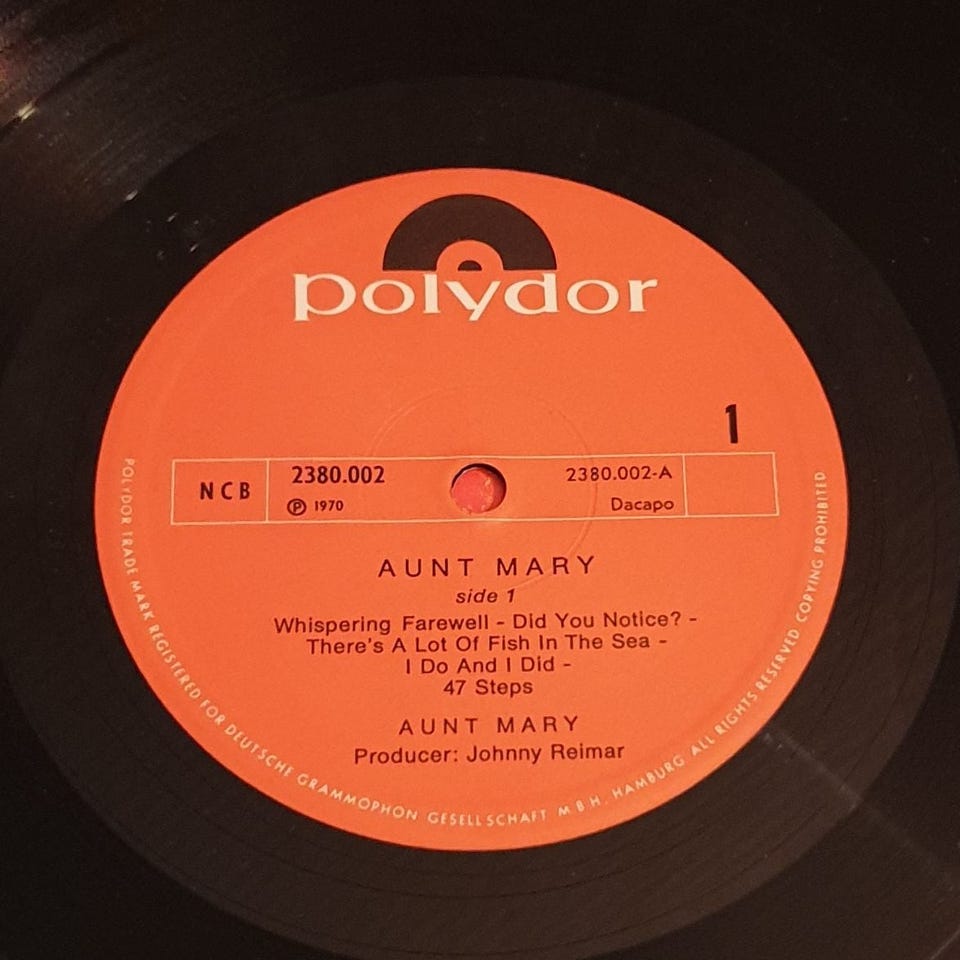 polydor
1
NCB
2380.002
℗ 1970
2380.002-A
Dacapo
AUNT MARY
side 1
Whispering Farewell - Did You Notice? -
There's A Lot Of Fish In The Sea -
I Do And I Did -
47 Steps
AUNT MARY
Producer: Johnny Reimar
POLYDOR TRADE MARK REGISTERED FOR DEUTSCHE GRAMMOPHON GESELLSCHAFT M.B.H. HAMBURG ALL RIGHTS RESERVED COPYING PROHIBITED